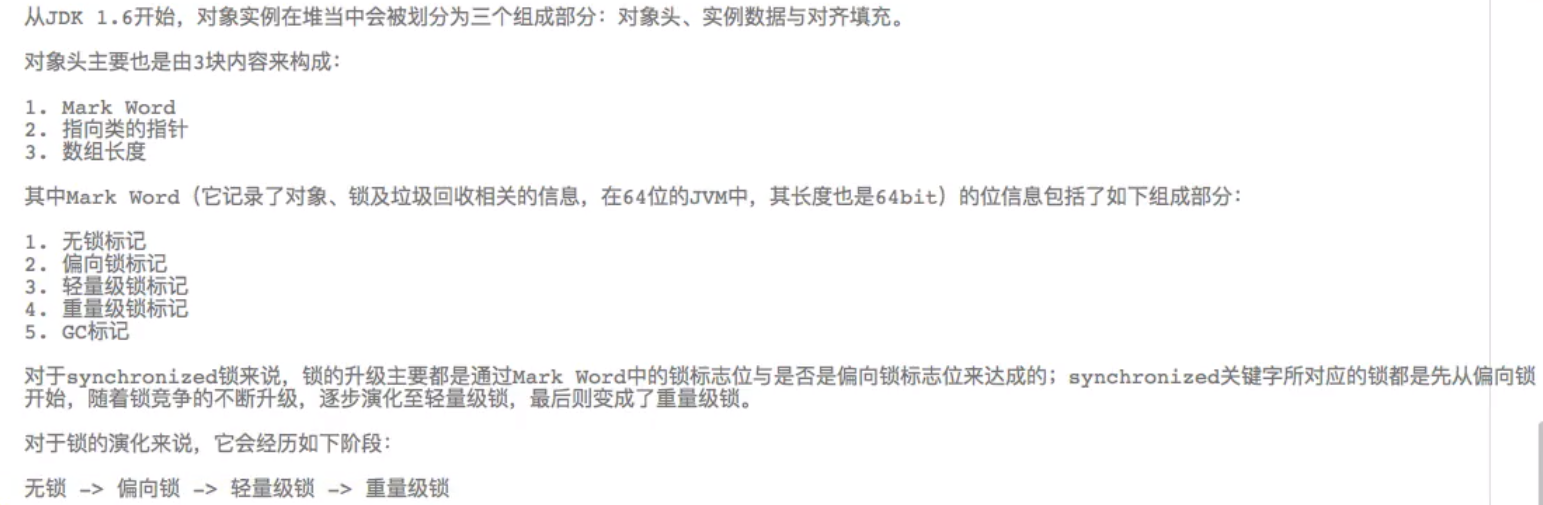 从JDK 1.6开始，对象实例在堆当中会被划分为三个组成部分：对象头、实例数据与对齐填充。
对象头主要也是由3块内容来构成：
1. Mark Word
2. 指向类的指针
3. 数组长度
其中Mark Word（它记录了对象、锁及垃圾回收相关的信息，在64位的JVM中，其长度也是64bit）的位信息包括了如下组成部分：
1. 无锁标记
2. 偏向锁标记
3. 轻量级锁标记
4. 重量级锁标记
5. GC标记
对于synchronized锁来说，锁的升级主要都是通过Mark Word中的锁标志位与是否是偏向锁标志位来达成的；synchronized关键字所对应的锁都是先从偏向锁
开始，随着锁竞争的不断升级，逐步演化至轻量级锁，最后则变成了重量级锁。
对于锁的演化来说，它会经历如下阶段：
无锁 -> 偏向锁 -> 轻量级锁 -> 重量级锁